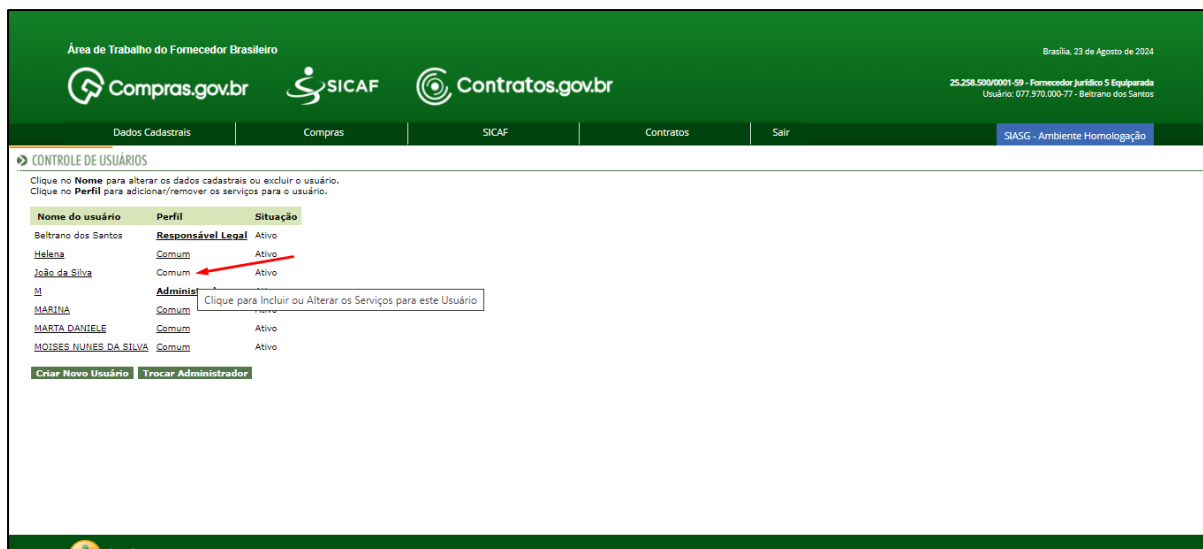 Área de Trabalho do Fornecedor Brasileiro
Brasília, 23 de Agosto de 2024
Compras.gov.br
SICAF
Contratos.gov.br
25.258.500/0001-59 - Fornecedor Jurídico 5 Equiparada
Usuário: 077.970.000-77 - Beltrano dos Santos
Dados Cadastrais Compras SICAF Contratos Sair
SIASG - Ambiente Homologação
CONTROLE DE USUÁRIOS
Clique no Nome para alterar os dados cadastrais ou excluir o usuário.
Clique no Perfil para adicionar/remover os serviços para o usuário.
Nome do usuário Perfil Situação
Beltrano dos Santos Responsável Legal Ativo
Helena Comum Ativo
João da Silva Comum Ativo
M
Clique para Incluir ou Alterar os Serviços para este Usuário
MARINA Comum
MARTA DANIELE Comum Ativo
MOISES NUNES DA SILVA Comum Ativo
Criar Novo Usuário Trocar Administrador